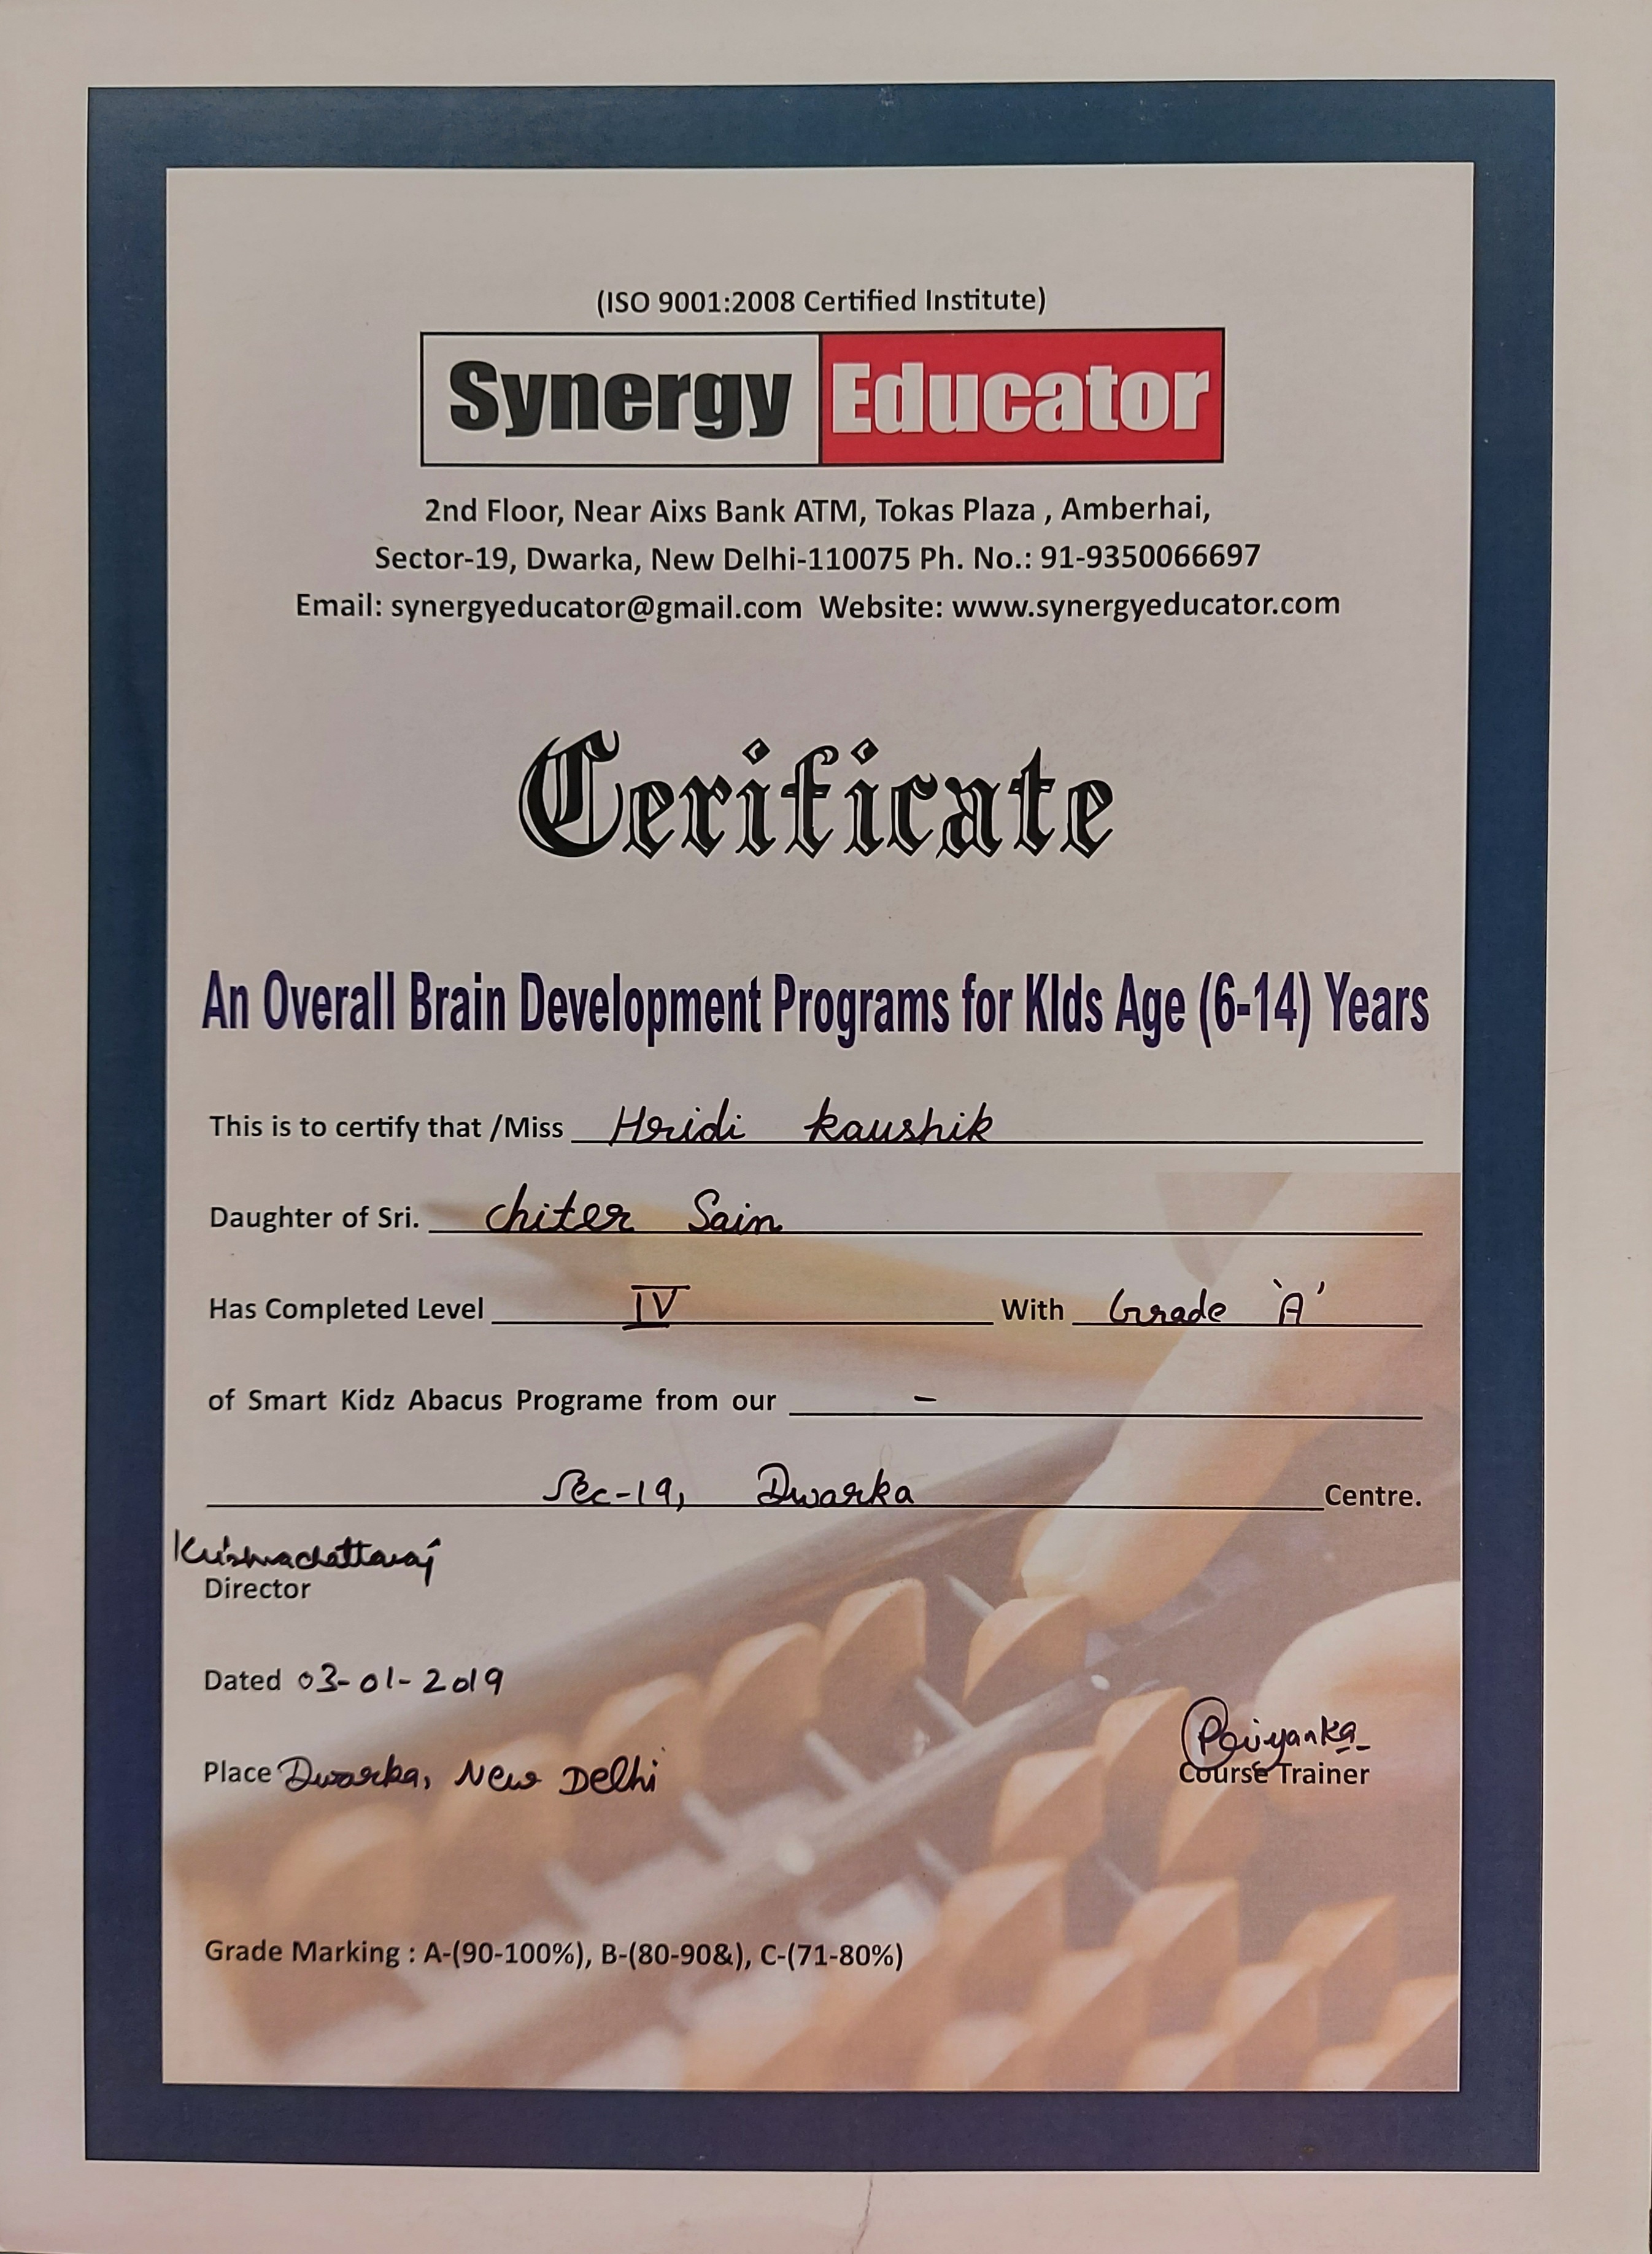 (ISO 9001:2008 Certified Institute)
Synergy Educator
2nd Floor, Near Aixs Bank ATM, Tokas Plaza , Amberhai,
Sector-19, Dwarka, New Delhi-110075 Ph. No.: 91-9350066697
Email: synergyeducator@gmail.com Website: www.synergyeducator.com
Cerificate
An Overall Brain Development Programs for KIds Age (6-14) Years
This is to certify that /Miss Hridi kaushik
Daughter of Sri. chiter Sain
Has Completed Level IV With Grade 'A'
of Smart Kidz Abacus Programe from our -
Sec-19, Dwarka Centre.
Krishnachattaraj
Director
Dated 03-01-2019
Priyanka
Place Dwarka, New Delhi Course Trainer
Grade Marking : A-(90-100%), B-(80-90&), C-(71-80%)